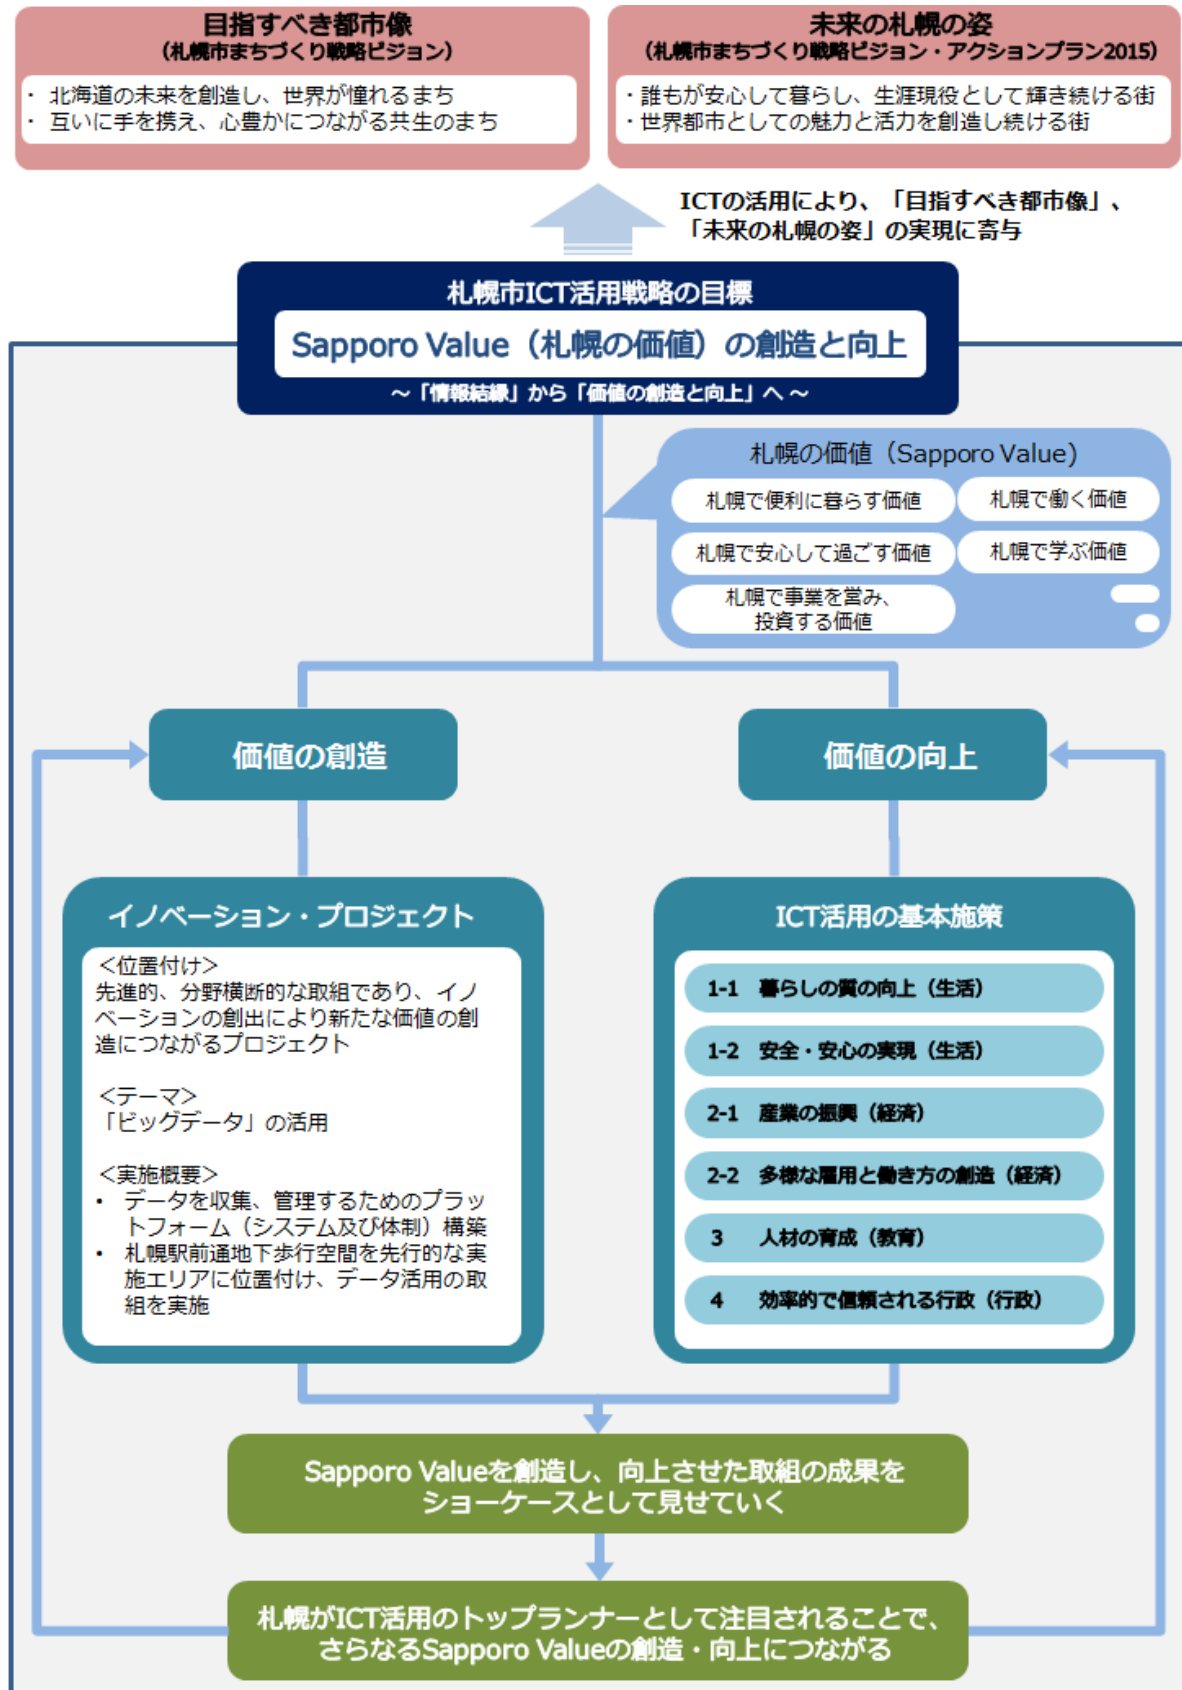 目指すべき都市像
（札幌市まちづくり戦略ビジョン）
・ 北海道の未来を創造し、世界が憧れるまち
・ 互いに手を携え、心豊かにつながる共生のまち
未来の札幌の姿
（札幌市まちづくり戦略ビジョン・アクションプラン2015）
・誰もが安心して暮らし、生涯現役として輝き続ける街
・世界都市としての魅力と活力を創造し続ける街
ICTの活用により、「目指すべき都市像」、
「未来の札幌の姿」の実現に寄与
札幌市ICT活用戦略の目標
Sapporo Value（札幌の価値）の創造と向上
～「情報結縁」から「価値の創造と向上」へ～
札幌の価値（Sapporo Value)
札幌で便利に暮らす価値
札幌で働く価値
札幌で安心して過ごす価値
札幌で学ぶ価値
札幌で事業を営み、
投資する価値
価値の創造
価値の向上
イノベーション・プロジェクト
＜位置付け＞
先進的、分野横断的な取組であり、イノ
ベーションの創出により新たな価値の創
造につながるプロジェクト
＜テーマ＞
「ビッグデータ」の活用
＜実施概要＞
• データを収集、管理するためのプラッ
トフォーム（システム及び体制）構築
• 札幌駅前通地下歩行空間を先行的な実
施エリアに位置付け、データ活用の取
組を実施
ICT活用の基本施策
1-1 暮らしの質の向上（生活）
1-2 安全・安心の実現（生活）
2-1 産業の振興（経済）
2-2 多様な雇用と働き方の創造（経済）
3 人材の育成（教育）
4 効率的で信頼される行政（行政）
Sapporo Valueを創造し、向上させた取組の成果を
ショーケースとして見せていく
札幌がICT活用のトップランナーとして注目されることで、
さらなるSapporo Valueの創造・向上につながる